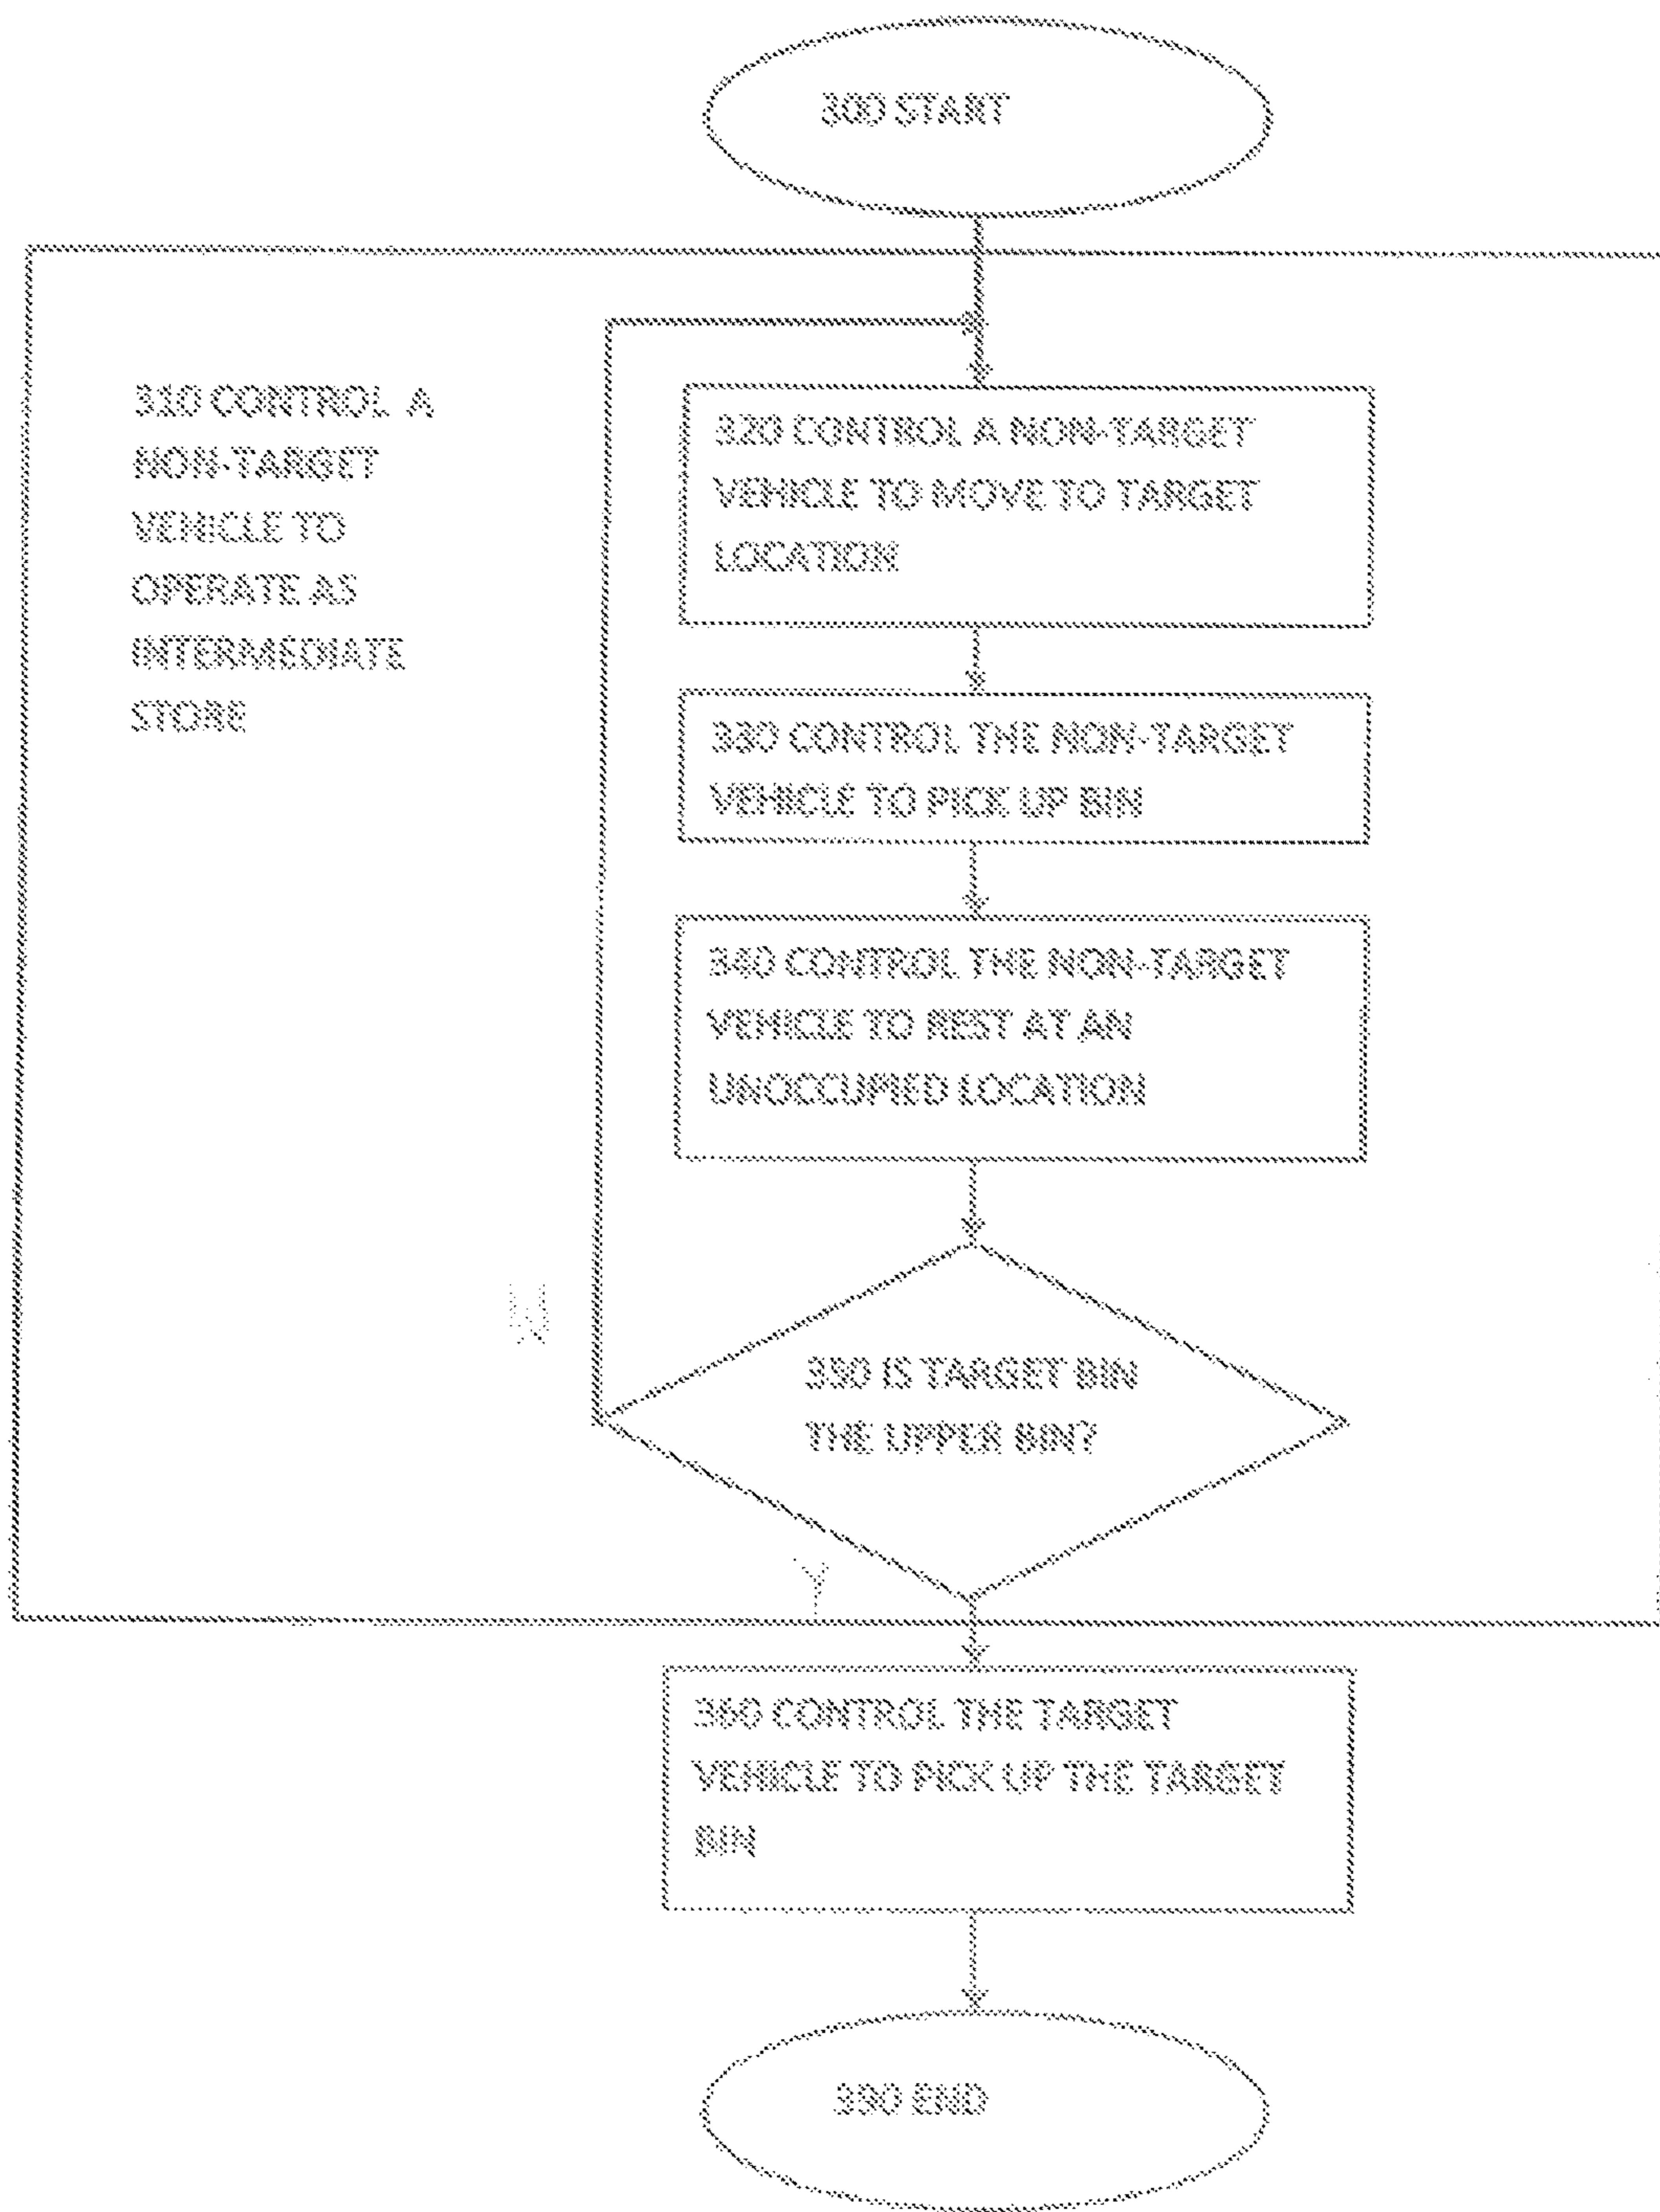 300 START
310 CONTROL A
NON-TARGET
VEHICLE TO
OPERATE AS
INTERMEDIATE
STORE
320 CONTROL A NON-TARGET
VEHICLE TO MOVE TO TARGET
LOCATION
330 CONTROL THE NON-TARGET
VEHICLE TO PICK UP BIN
340 CONTROL THE NON-TARGET
VEHICLE TO REST AT AN
UNOCCUPIED LOCATION
350 IS TARGET BIN
THE UPPER BIN?
Y
360 CONTROL THE TARGET
VEHICLE TO PICK UP THE TARGET
BIN
390 END